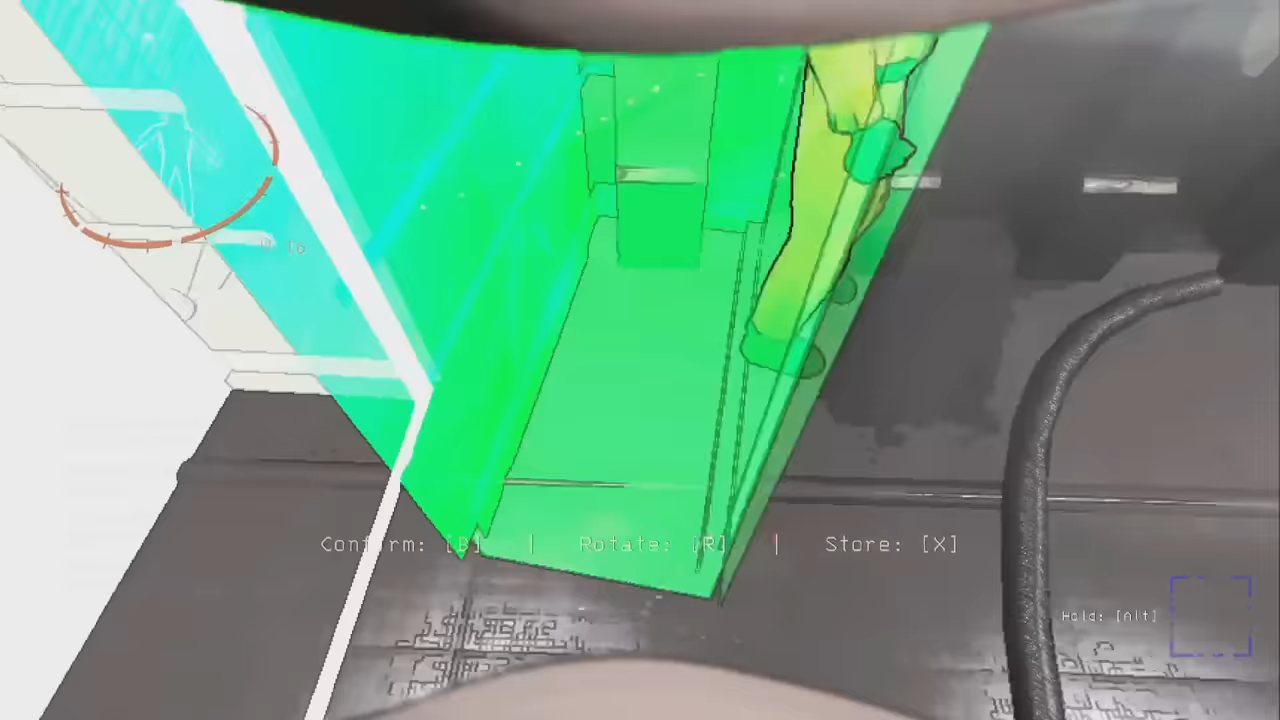 Confirm: [B] | Rotate: [R] | Store: [X]
Hold: [Alt]